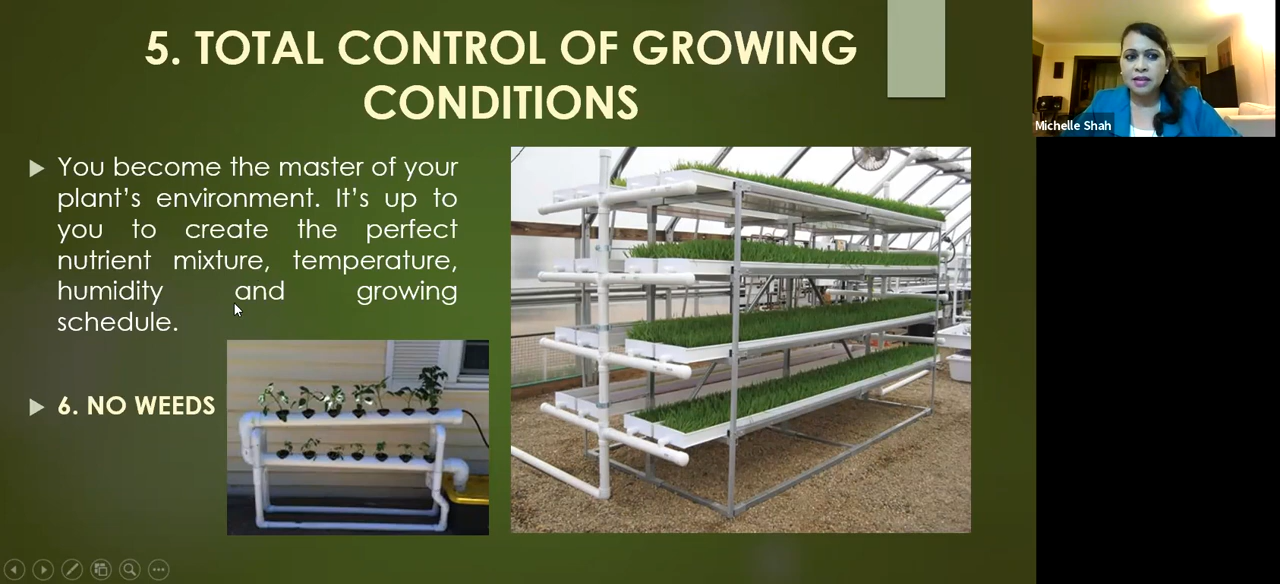 5. TOTAL CONTROL OF GROWING
CONDITIONS
You become the master of your
plant’s environment. It’s up to
you to create the perfect
nutrient mixture, temperature,
humidity and growing
schedule.
6. NO WEEDS
Michelle Shah